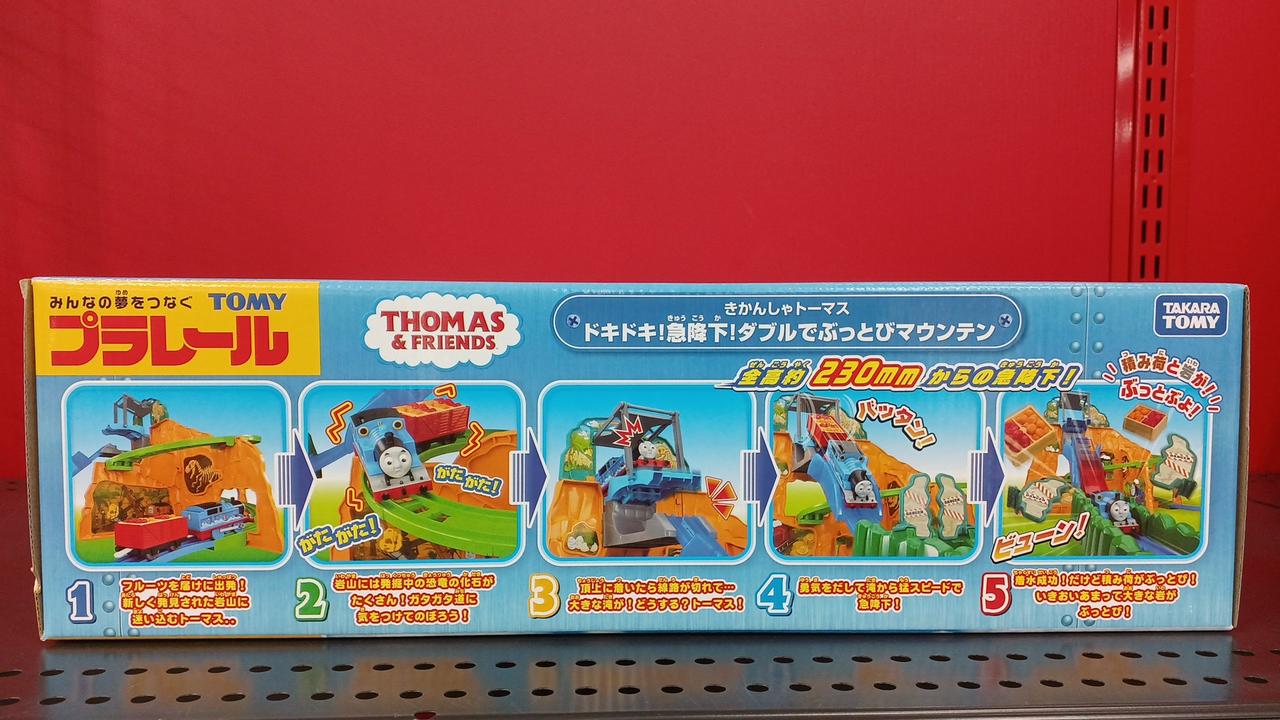 みんなの夢をつなぐ TOMY
プラレール
THOMAS
& FRIENDS
きかんしゃトーマス
ドキドキ!急降下!ダブルでぶっとびマウンテン
TAKARA
TOMY
全高約 230mm からの急降下!
積み荷と岩が!!
ぶっとぶよ!
がたがた!
がたがた!
バッタン!
ビューン!
1
フルーツを届けに出発!
新しく発見された岩山に
迷い込むトーマス..
2
岩山には発掘中の恐竜の化石が
たくさん!ガタガタ道に
気をつけてのぼろう!
3
頂上に着いたら線路が切れて…
大きな滝が!どうする?トーマス!
4
勇気をだして滝から猛スピードで
急降下!
5
着水成功!だけど積み荷がぶっとび!
いきおいあまって大きな岩が
ぶっとび!